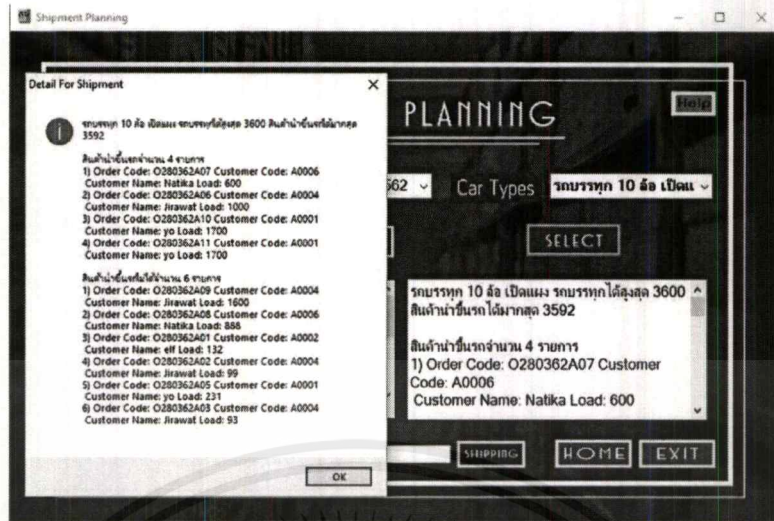 Shipment Planning
Detail For Shipment
รถบรรทุก 10 ล้อ เปิดแผง รถบรรทุกได้สูงสุด 3600 สินค้านำขึ้นรถได้มากสุด
3592
สินค้านำขึ้นรถจำนวน 4 รายการ
1) Order Code: O280362A07 Customer Code: A0006
Customer Name: Natika Load: 600
2) Order Code: O280362A06 Customer Code: A0004
Customer Name: Jirawat Load: 1000
3) Order Code: O280362A10 Customer Code: A0001
Customer Name: yo Load: 1700
4) Order Code: O280362A11 Customer Code: A0001
Customer Name: yo Load: 1700
สินค้านำขึ้นรถไม่ได้จำนวน 6 รายการ
1) Order Code: O280362A09 Customer Code: A0004
Customer Name: Jirawat Load: 1600
2) Order Code: O280362A08 Customer Code: A0006
Customer Name: Natika Load: 888
3) Order Code: O280362A01 Customer Code: A0002
Customer Name: elf Load: 132
4) Order Code: O280362A02 Customer Code: A0004
Customer Name: Jirawat Load: 99
5) Order Code: O280362A05 Customer Code: A0001
Customer Name: yo Load: 231
6) Order Code: O280362A03 Customer Code: A0004
Customer Name: Jirawat Load: 93
OK
PLANNING
Help
562
Car Types
รถบรรทุก 10 ล้อ เปิดแ
SELECT
รถบรรทุก 10 ล้อ เปิดแผง รถบรรทุกได้สูงสุด 3600
สินค้านำขึ้นรถได้มากสุด 3592
สินค้านำขึ้นรถจำนวน 4 รายการ
1) Order Code: O280362A07 Customer
Code: A0006
Customer Name: Natika Load: 600
SHIPPING
HOME
EXIT